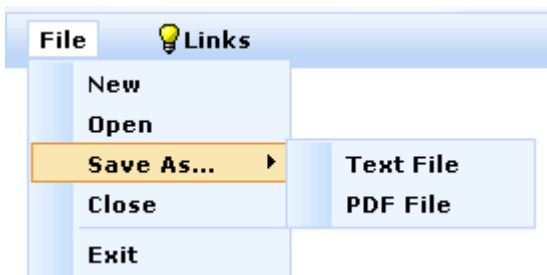 File Links
New
Open
Save As... Text File
Close PDF File
Exit